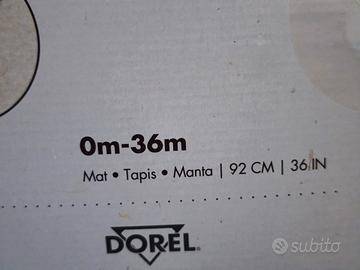 0m-36m
Mat • Tapis • Manta | 92 CM | 36 IN
DOREL®
subito